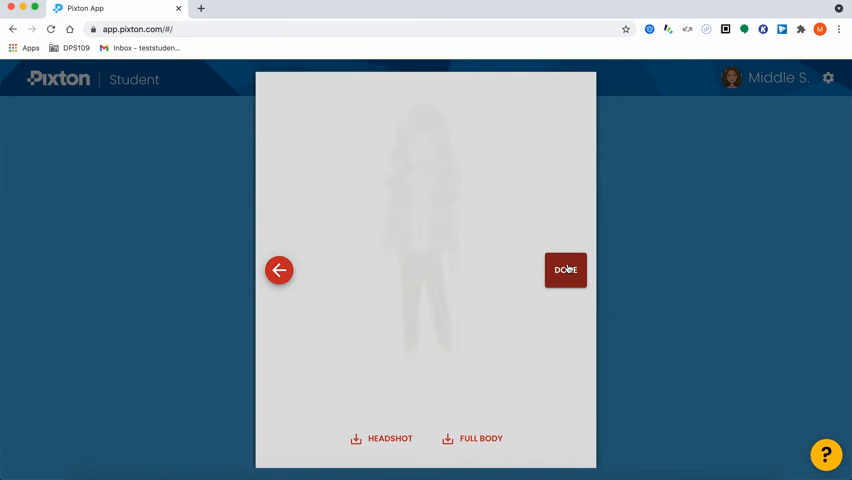 Pixton App
app.pixton.com/#/
M
Apps
DPS109
Inbox - teststuden...
Pixton
Student
Middle S.
DONE
HEADSHOT
FULL BODY
?